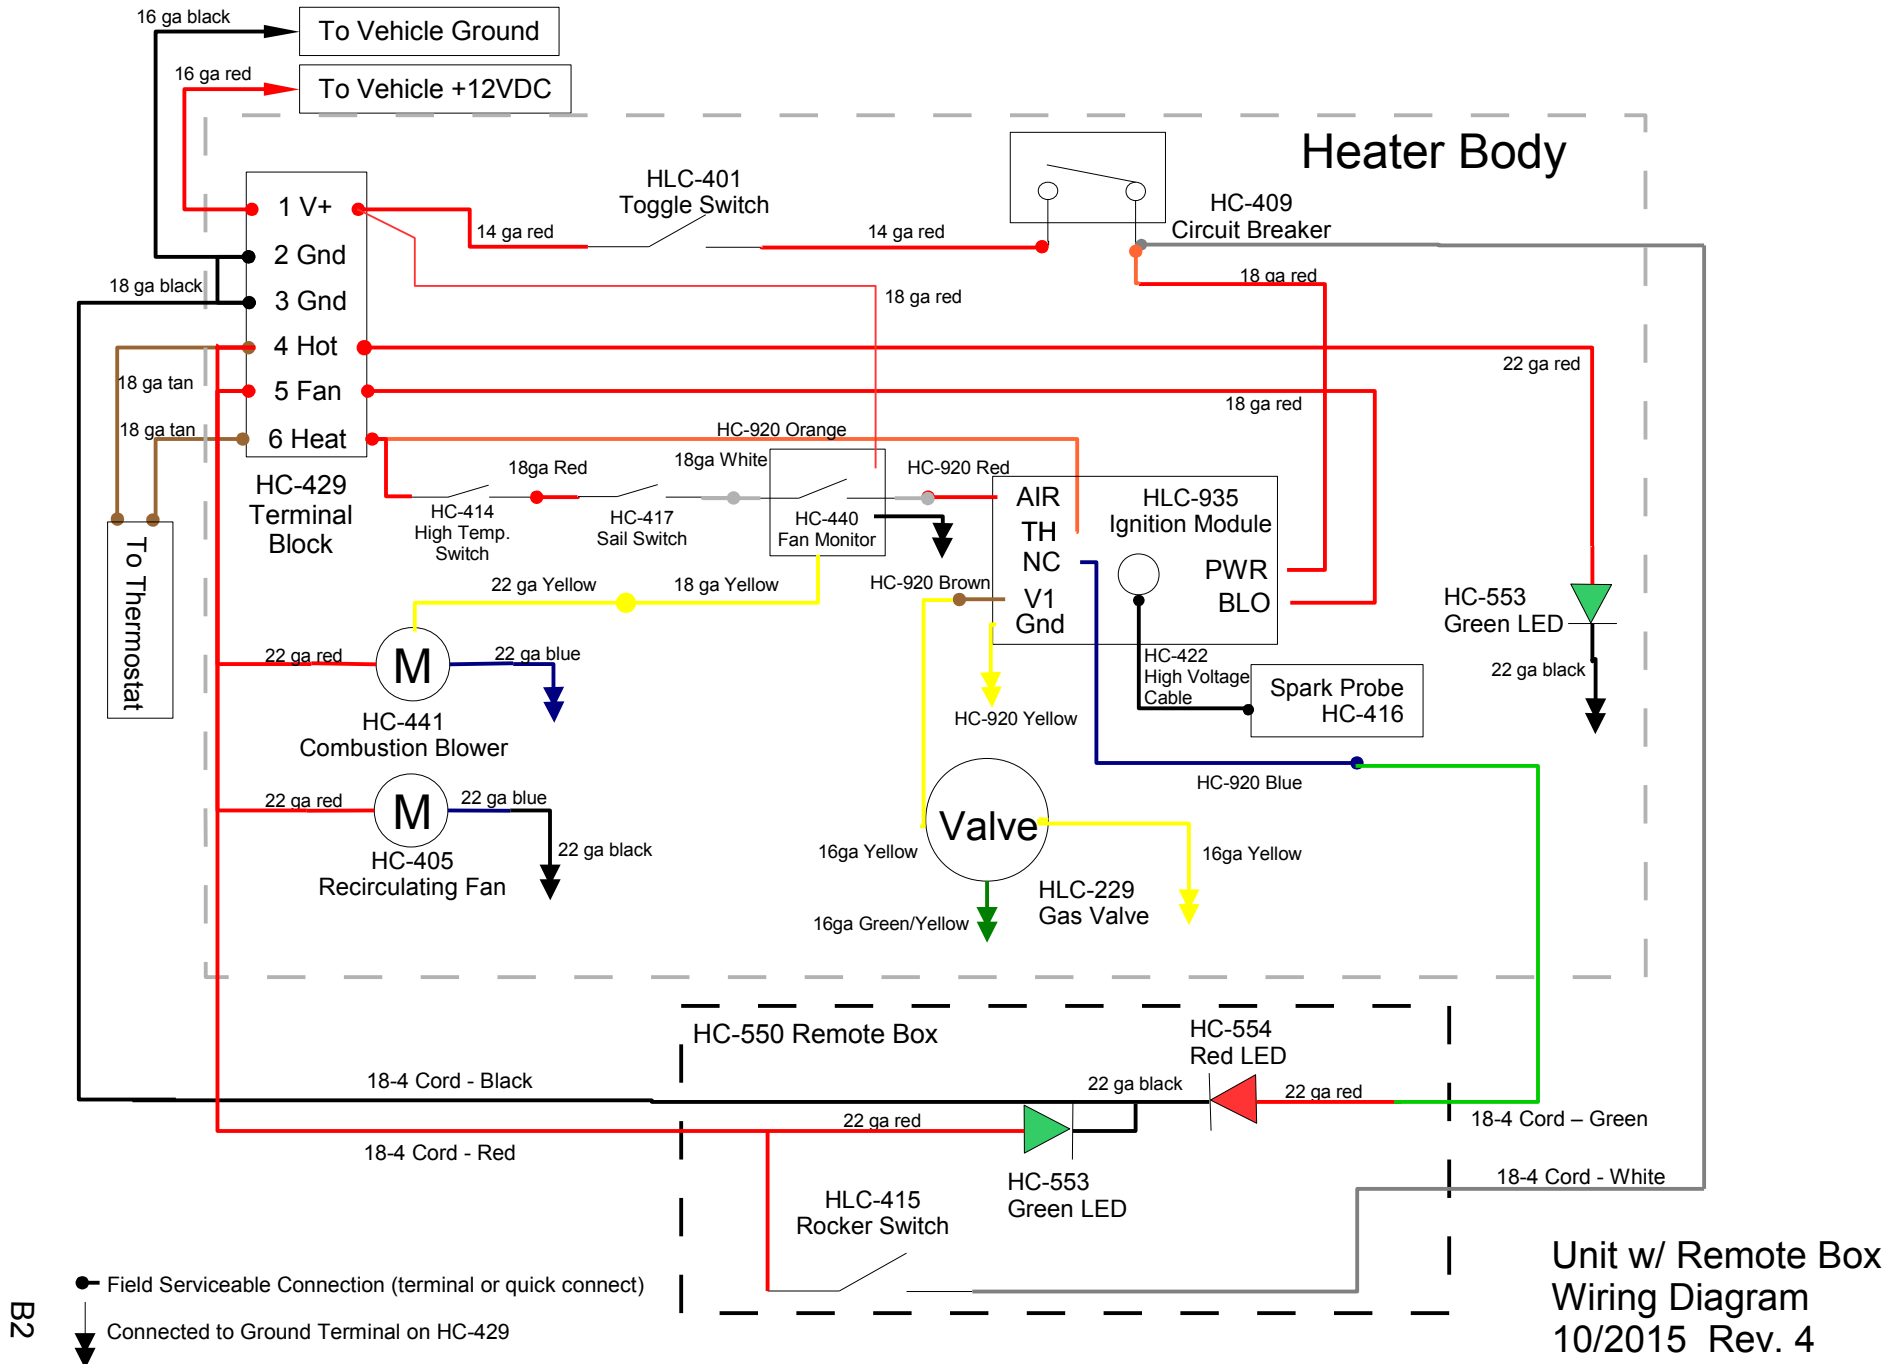 16 ga black
To Vehicle Ground
16 ga red
To Vehicle +12VDC
Heater Body
HLC-401
Toggle Switch
HC-409
Circuit Breaker
1 V+
14 ga red
14 ga red
2 Gnd
18 ga black
3 Gnd
18 ga red
18 ga red
4 Hot
22 ga red
18 ga tan
5 Fan
18 ga red
18 ga tan
6 Heat
HC-920 Orange
HC-429
Terminal
Block
18ga Red
18ga White
HC-920 Red
HC-414
High Temp.
Switch
HC-417
Sail Switch
HC-440
Fan Monitor
AIR
TH
NC
V1
Gnd
HLC-935
Ignition Module
PWR
BLO
To Thermostat
22 ga Yellow
18 ga Yellow
HC-920 Brown
HC-553
Green LED
22 ga red
M
22 ga blue
HC-422
High Voltage
Cable
Spark Probe
HC-416
22 ga black
HC-441
Combustion Blower
HC-920 Yellow
HC-920 Blue
22 ga red
M
22 ga blue
22 ga black
HC-405
Recirculating Fan
Valve
16ga Yellow
16ga Yellow
HLC-229
Gas Valve
16ga Green/Yellow
HC-550 Remote Box
HC-554
Red LED
18-4 Cord - Black
22 ga black
22 ga red
22 ga red
18-4 Cord – Green
18-4 Cord - Red
HC-553
Green LED
18-4 Cord - White
HLC-415
Rocker Switch
Field Serviceable Connection (terminal or quick connect)
Connected to Ground Terminal on HC-429
B2
Unit w/ Remote Box
Wiring Diagram
10/2015 Rev. 4